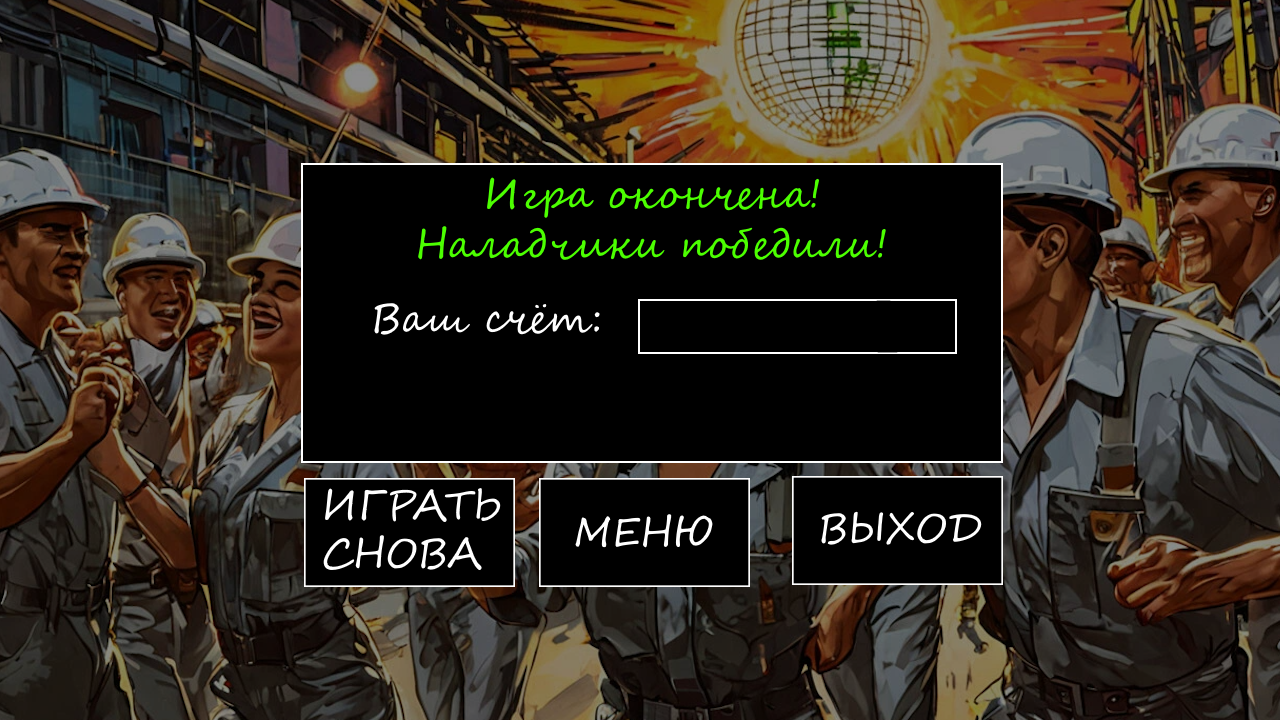 Игра окончена!
Наладчики победили!
Ваш счёт:
ИГРАТЬ
СНОВА
МЕНЮ
ВЫХОД